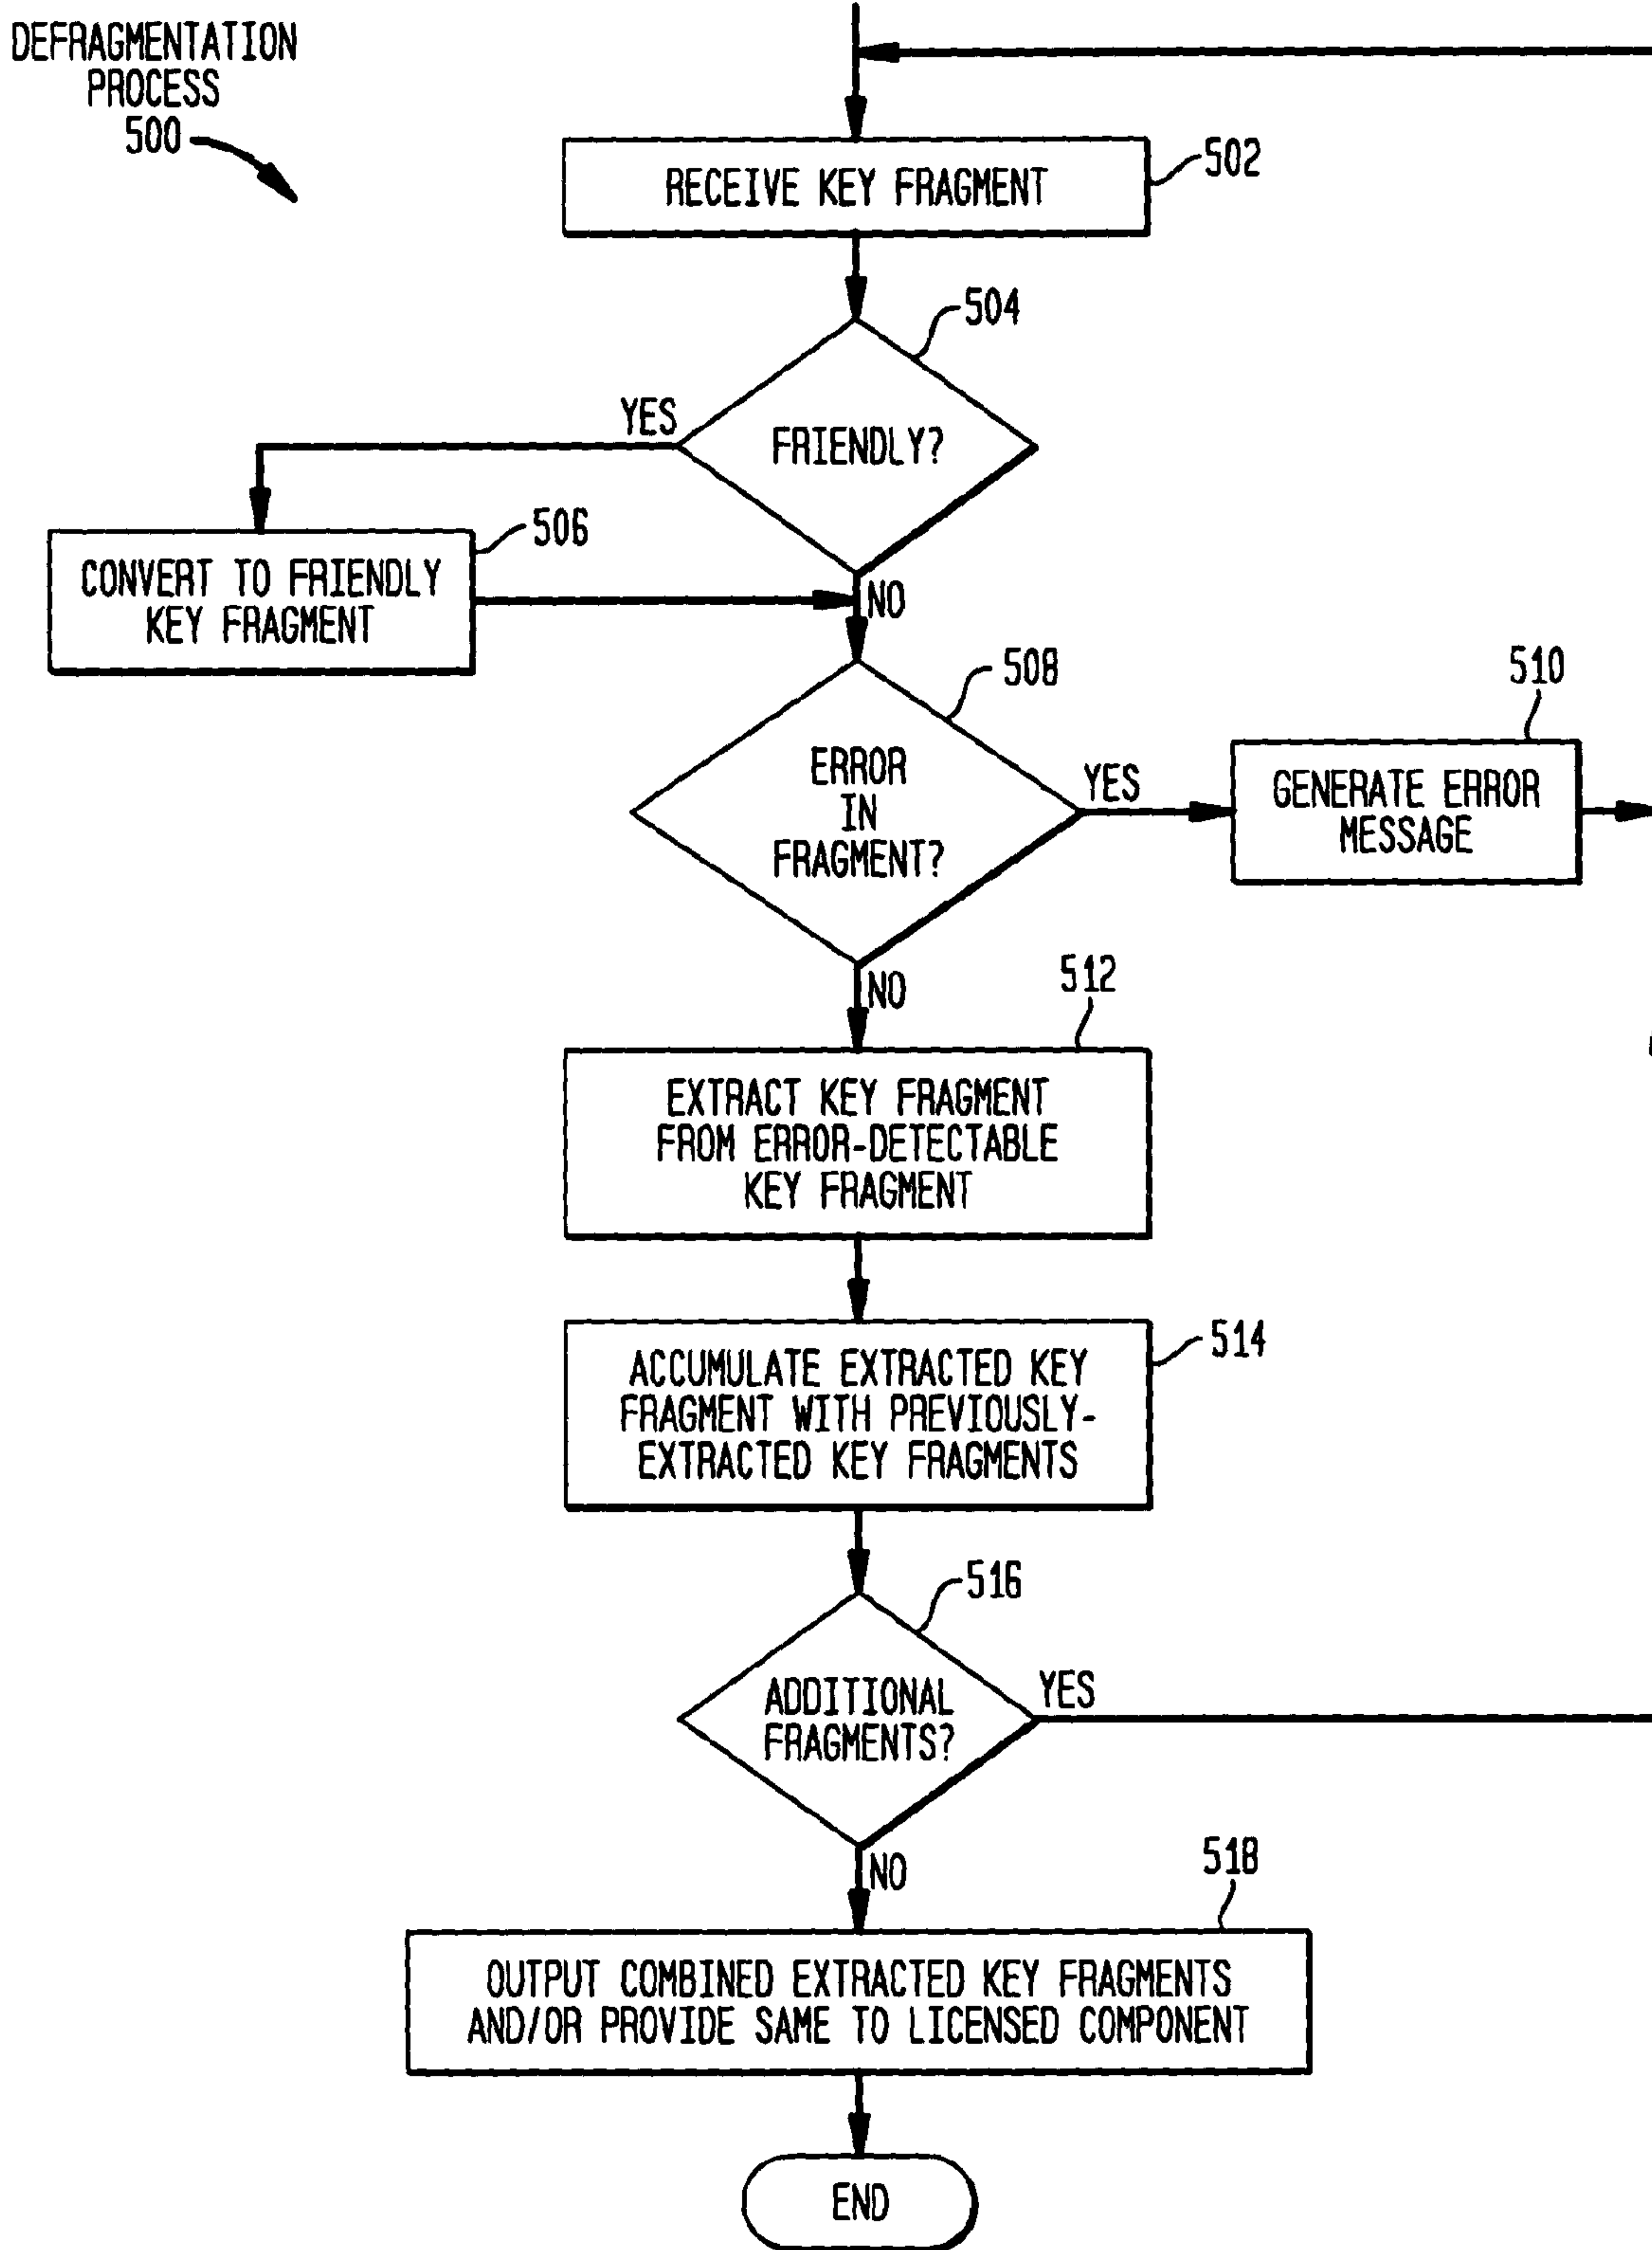 DEFRAGMENTATION
PROCESS
500
RECEIVE KEY FRAGMENT
502
504
FRIENDLY?
YES
NO
506
CONVERT TO FRIENDLY
KEY FRAGMENT
508
ERROR
IN
FRAGMENT?
YES
510
GENERATE ERROR
MESSAGE
NO
512
EXTRACT KEY FRAGMENT
FROM ERROR-DETECTABLE
KEY FRAGMENT
514
ACCUMULATE EXTRACTED KEY
FRAGMENT WITH PREVIOUSLY-
EXTRACTED KEY FRAGMENTS
516
ADDITIONAL
FRAGMENTS?
YES
NO
518
OUTPUT COMBINED EXTRACTED KEY FRAGMENTS
AND/OR PROVIDE SAME TO LICENSED COMPONENT
END